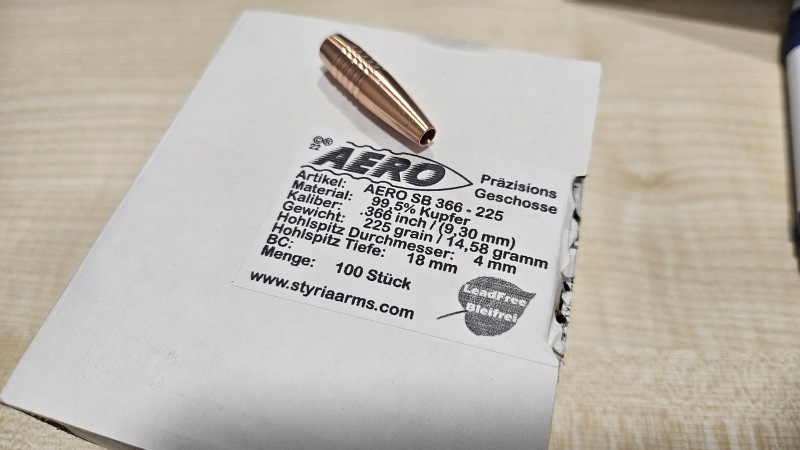 ©®
AERO
Präzisions
Geschosse
Artikel: AERO SB 366 - 225
Material: 99,5% Kupfer
Kaliber: .366 inch / (9,30 mm)
Gewicht: 225 grain / 14,58 gramm
Hohlspitz Durchmesser: 4 mm
Hohlspitz Tiefe: 18 mm
BC:
Menge: 100 Stück
www.styriaarms.com
LeadFree
Bleifrei